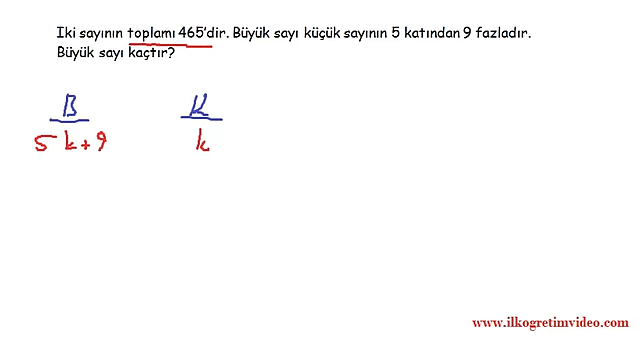 Iki sayının toplamı 465'dir. Büyük sayı küçük sayının 5 katından 9 fazladır.
Büyük sayı kaçtır?
B K
5k+9 k
www.ilkogretimvideo.com